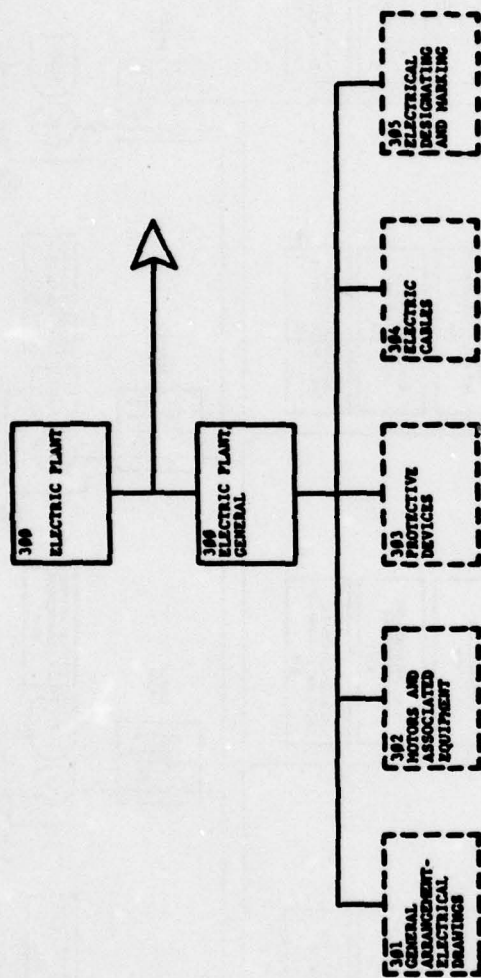 300
ELECTRIC PLANT
300
ELECTRIC PLANT,
GENERAL
301
GENERAL
ARRANGEMENT-
ELECTRICAL
DRAWINGS
302
MOTORS AND
ASSOCIATED
EQUIPMENT
303
PROTECTIVE
DEVICES
304
ELECTRIC
CABLES
305
ELECTRICAL
DESIGNATING
AND MARKING